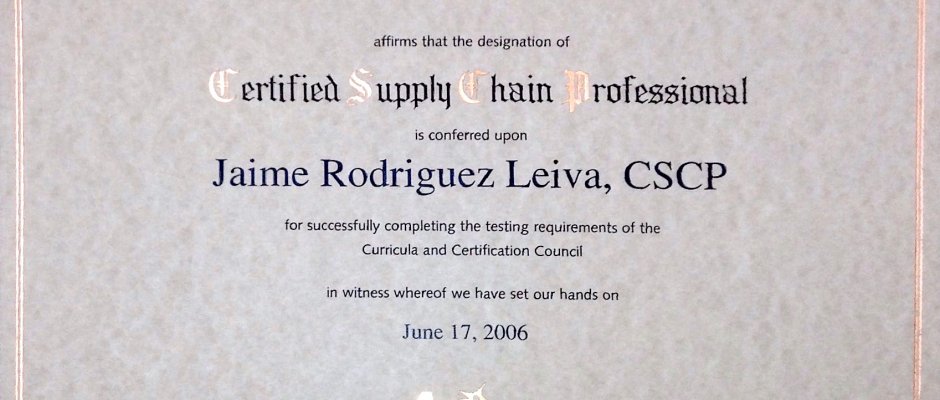 affirms that the designation of
Certified Supply Chain Professional
is conferred upon
Jaime Rodriguez Leiva, CSCP
for successfully completing the testing requirements of the
Curricula and Certification Council
in witness whereof we have set our hands on
June 17, 2006